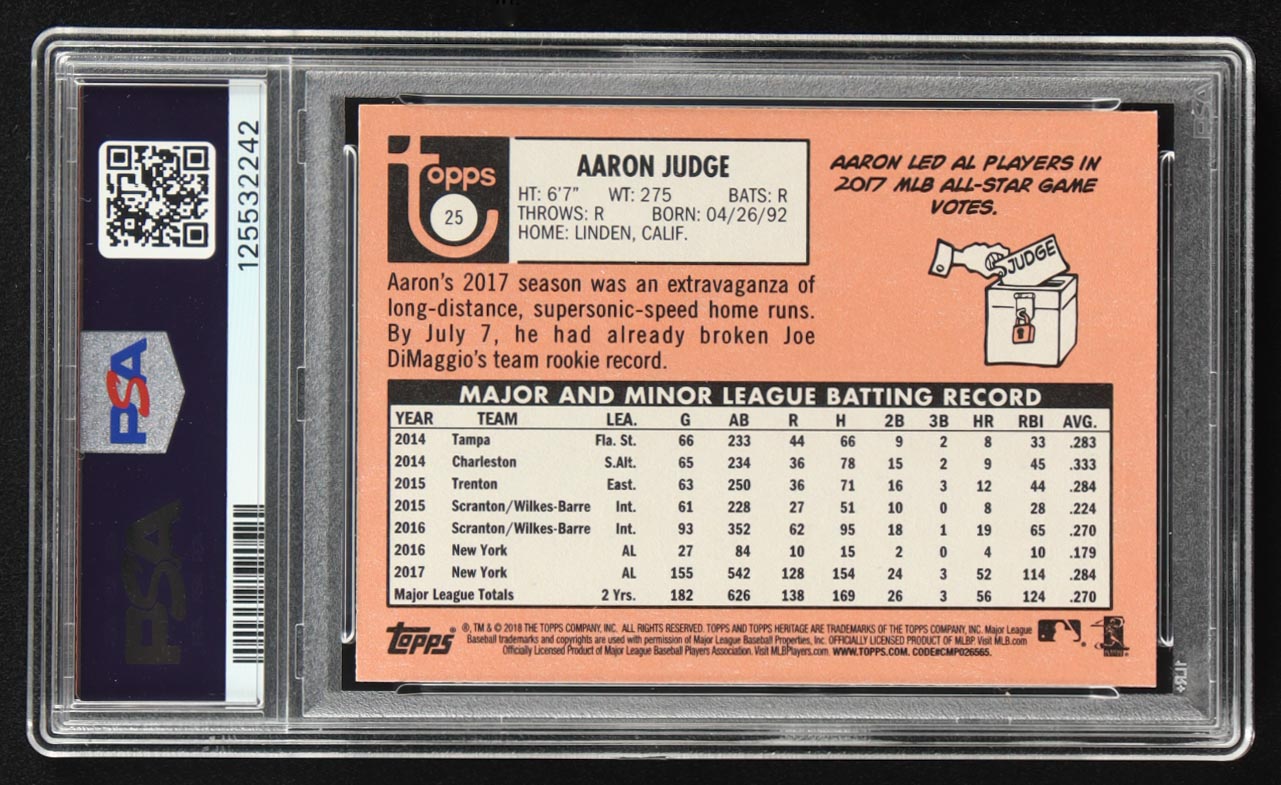 125532242
PSA
PSA
topps
25
AARON JUDGE
HT: 6'7" WT: 275 BATS: R
THROWS: R BORN: 04/26/92
HOME: LINDEN, CALIF.
AARON LED AL PLAYERS IN
2017 MLB ALL-STAR GAME
VOTES.
JUDGE
Aaron's 2017 season was an extravaganza of
long-distance, supersonic-speed home runs.
By July 7, he had already broken Joe
DiMaggio's team rookie record.
MAJOR AND MINOR LEAGUE BATTING RECORD
YEAR TEAM LEA. G AB R H 2B 3B HR RBI AVG.
2014 Tampa Fla. St. 66 233 44 66 9 2 8 33 .283
2014 Charleston S.Alt. 65 234 36 78 15 2 9 45 .333
2015 Trenton East. 63 250 36 71 16 3 12 44 .284
2015 Scranton/Wilkes-Barre Int. 61 228 27 51 10 0 8 28 .224
2016 Scranton/Wilkes-Barre Int. 93 352 62 95 18 1 19 65 .270
2016 New York AL 27 84 10 15 2 0 4 10 .179
2017 New York AL 155 542 128 154 24 3 52 114 .284
Major League Totals 2 Yrs. 182 626 138 169 26 3 56 124 .270
Topps® ®, TM & © 2018 THE TOPPS COMPANY, INC. ALL RIGHTS RESERVED. TOPPS AND TOPPS HERITAGE ARE TRADEMARKS OF THE TOPPS COMPANY, INC. Major League
Baseball trademarks and copyrights are used with permission of Major League Baseball Properties, Inc. OFFICIALLY LICENSED PRODUCT OF MLBP. Visit MLB.com
Officially Licensed Product of Major League Baseball Players Association. Visit MLBPlayers.com. WWW.TOPPS.COM. CODE#CMP026565.
PSA